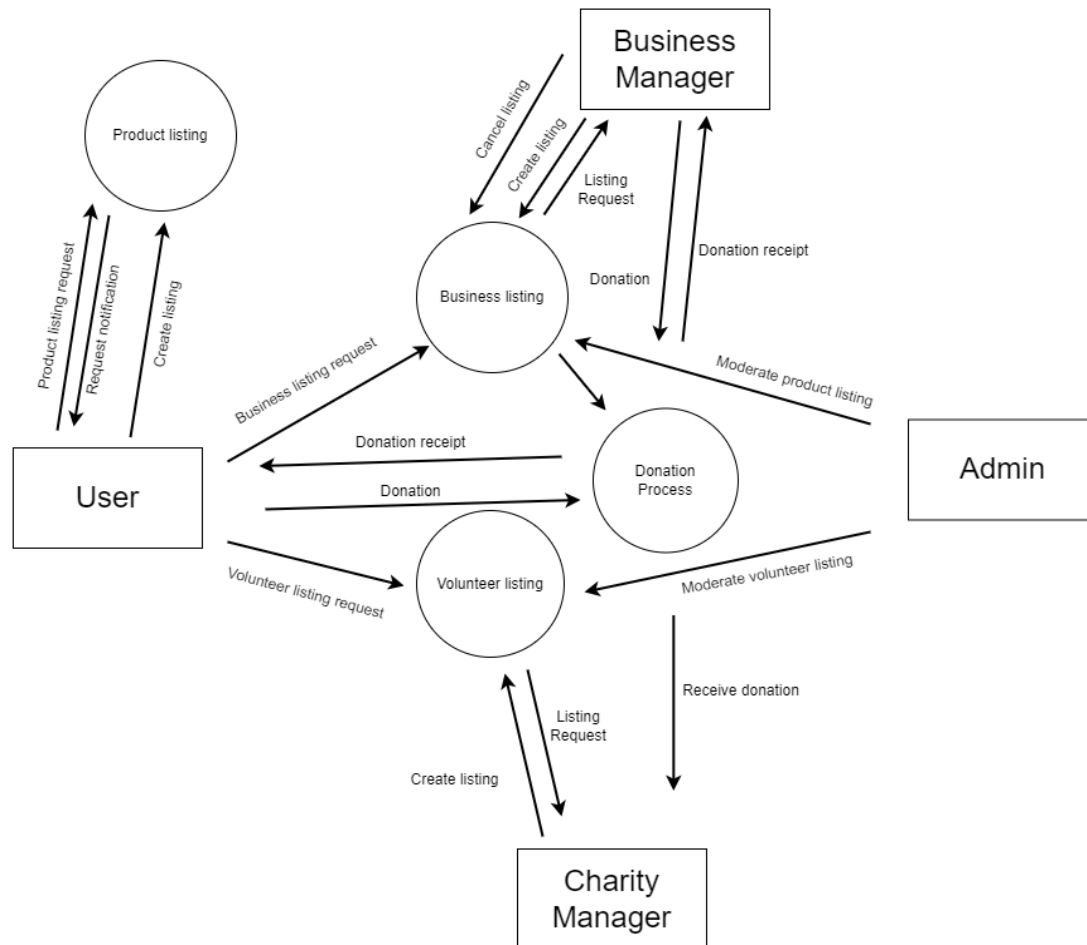 Business
Manager
Product listing
Cancel listing
Create listing
Listing
Request
Product listing request
Request notification
Create listing
Donation
Donation receipt
Business listing
Business listing request
Moderate product listing
Donation receipt
Donation
Process
User
Admin
Donation
Volunteer listing request
Volunteer listing
Moderate volunteer listing
Receive donation
Listing
Request
Create listing
Charity
Manager